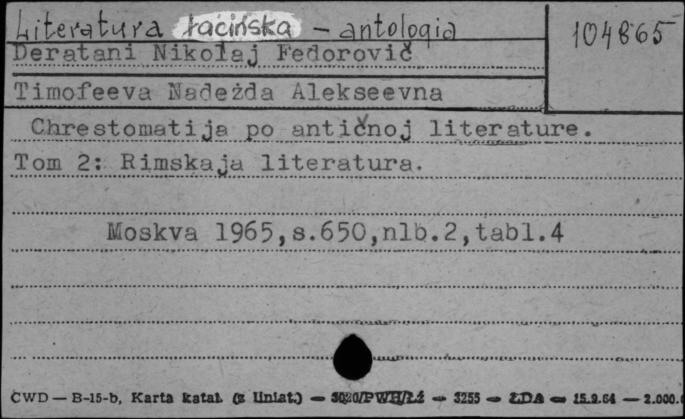 Literatura łacińska – antologia
104865
Deratani Nikołaj Fedorovič
Timofeeva Nadeżda Alekseevna
Chrestomatija po antičnoj literature.
Tom 2: Rimskaja literatura.
Moskva 1965,s.650,nlb.2,tabl.4
CWD — B-15-b, Karta katal. (z liniat.) — 3020/PWH/Łź — 3255 — ŁDA — 15.9.64 — 2.000.